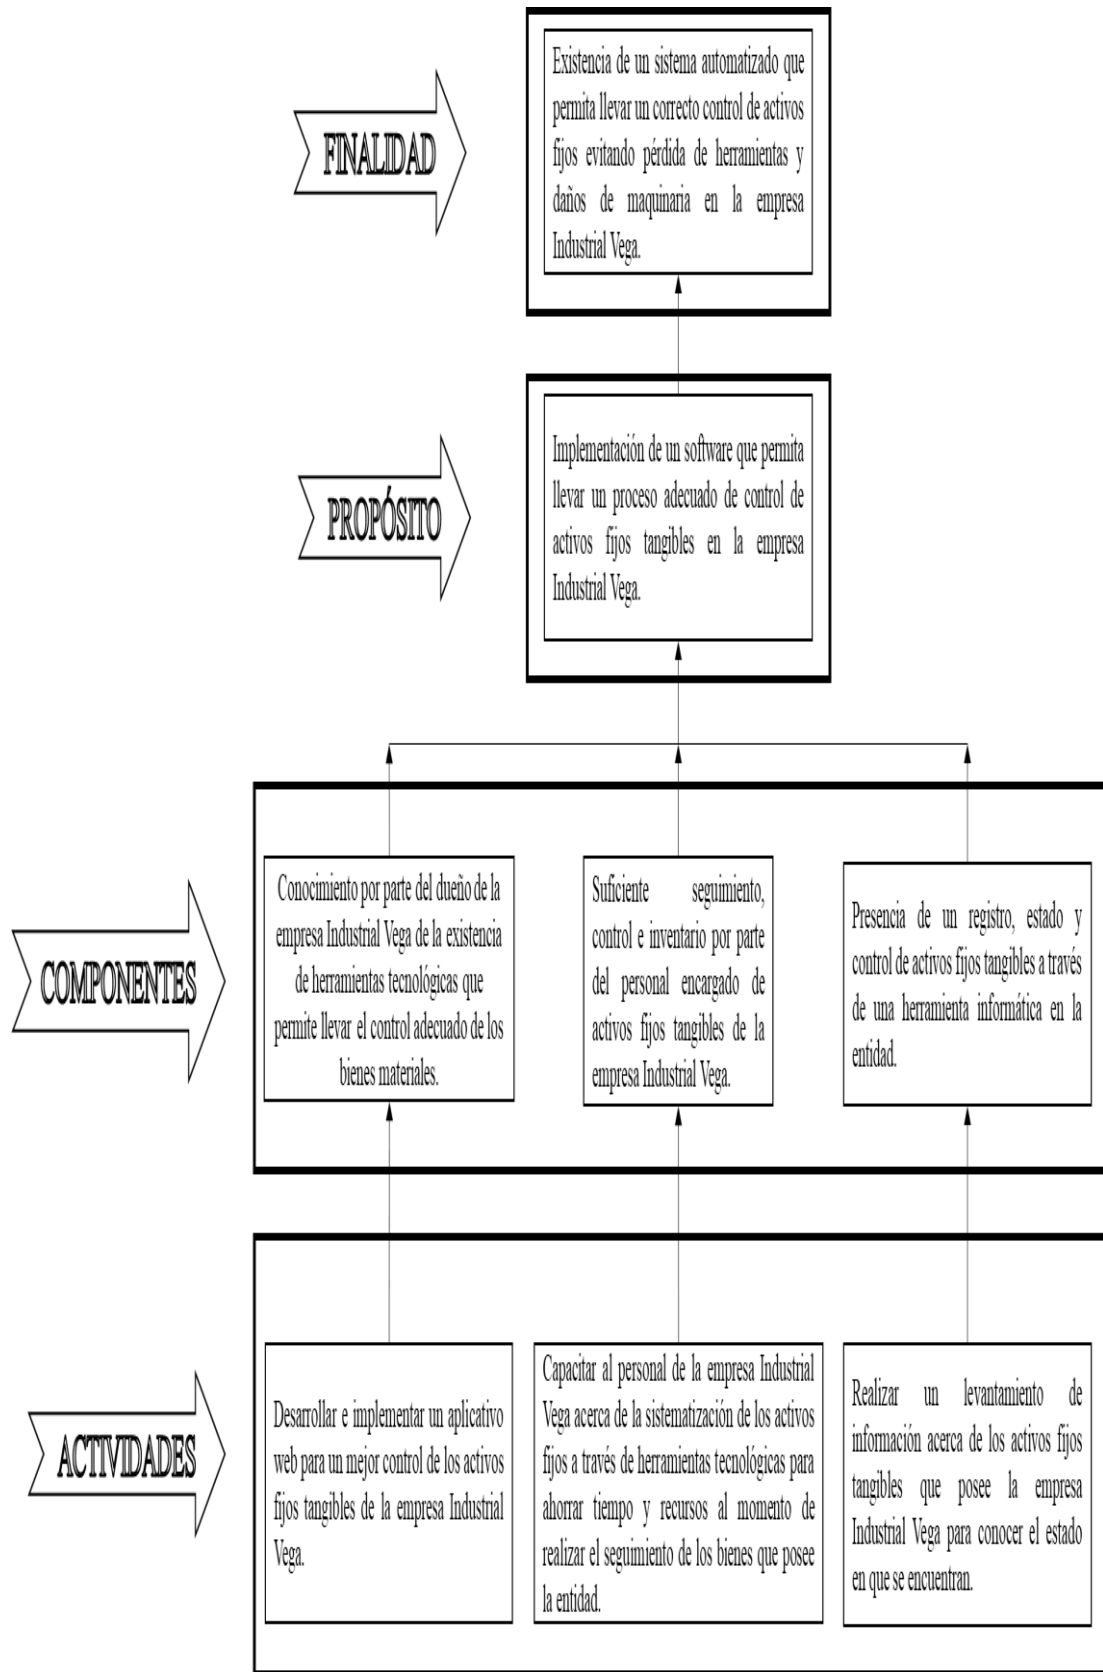 FINALIDAD
Existencia de un sistema automatizado que
permita llevar un correcto control de activos
fijos evitando pérdida de herramientas y
daños de maquinaria en la empresa
Industrial Vega.
PROPÓSITO
Implementación de un software que permita
llevar un proceso adecuado de control de
activos fijos tangibles en la empresa
Industrial Vega.
COMPONENTES
Conocimiento por parte del dueño de la
empresa Industrial Vega de la existencia
de herramientas tecnológicas que
permite llevar el control adecuado de los
bienes materiales.
Suficiente seguimiento,
control e inventario por parte
del personal encargado de
activos fijos tangibles de la
empresa Industrial Vega.
Presencia de un registro, estado y
control de activos fijos tangibles a través
de una herramienta informática en la
entidad.
ACTIVIDADES
Desarrollar e implementar un aplicativo
web para un mejor control de los activos
fijos tangibles de la empresa Industrial
Vega.
Capacitar al personal de la empresa Industrial
Vega acerca de la sistematización de los activos
fijos a través de herramientas tecnológicas para
ahorrar tiempo y recursos al momento de
realizar el seguimiento de los bienes que posee
la entidad.
Realizar un levantamiento de
información acerca de los activos fijos
tangibles que posee la empresa
Industrial Vega para conocer el estado
en que se encuentran.